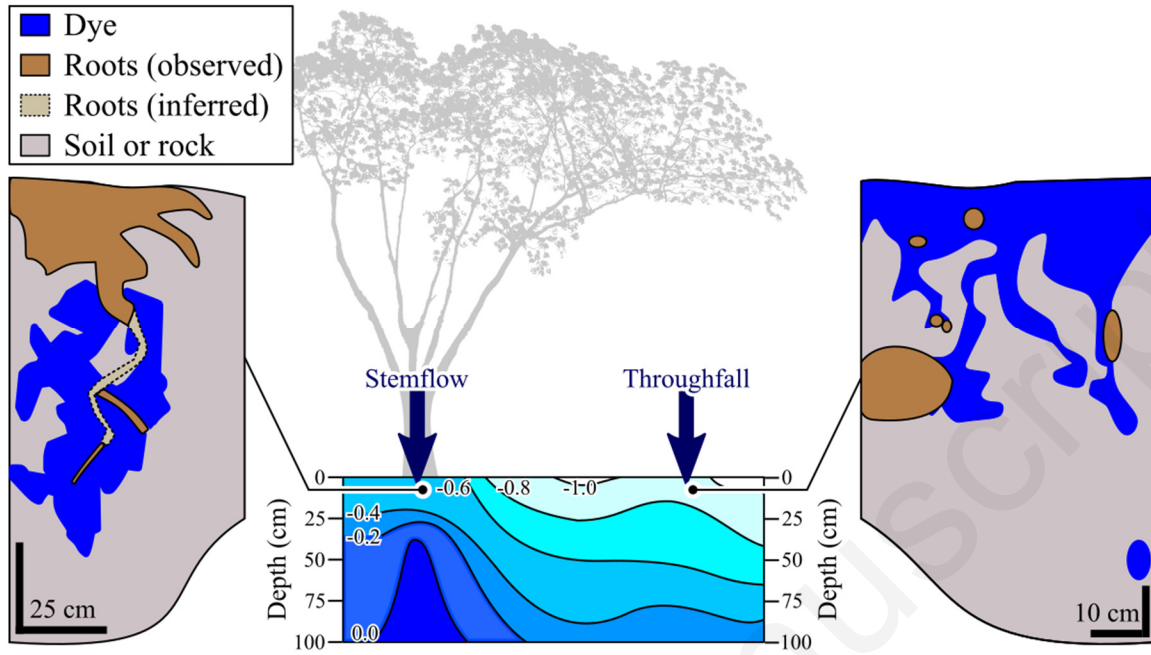 Dye
Roots (observed)
Roots (inferred)
Soil or rock
Stemflow
Throughfall
0
-0.6
-0.8
-1.0
0
-0.4
25
25
-0.2
Depth (cm)
50
50
Depth (cm)
75
75
25 cm
10 cm
0.0
100
100